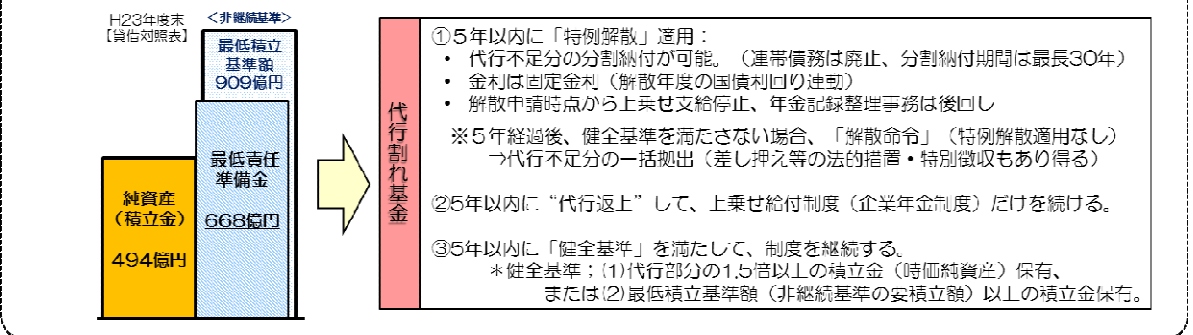 H23年度末
【貸借対照表】
<非継続基準>
最低積立
基準額
909億円
最低責任
準備金
668億円
純資産
(積立金)
494億円
代行割れ基金
①5年以内に「特例解散」適用:
・ 代行不足分の分割納付が可能。(連帯債務は廃止、分割納付期間は最長30年)
・ 金利は固定金利(解散年度の国債利回り連動)
・ 解散申請時点から上乗せ支給停止、年金記録整理事務は後回し
※5年経過後、健全基準を満たさない場合、「解散命令」(特例解散適用なし)
⇒代行不足分の一括拠出(差し押え等の法的措置・特別徴収もあり得る)
②5年以内に“代行返上”して、上乗せ給付制度(企業年金制度)だけを続ける。
③5年以内に「健全基準」を満たして、制度を継続する。
*健全基準;(1)代行部分の1.5倍以上の積立金(時価純資産)保有、
または(2)最低積立基準額(非継続基準の要積立額)以上の積立金保有。